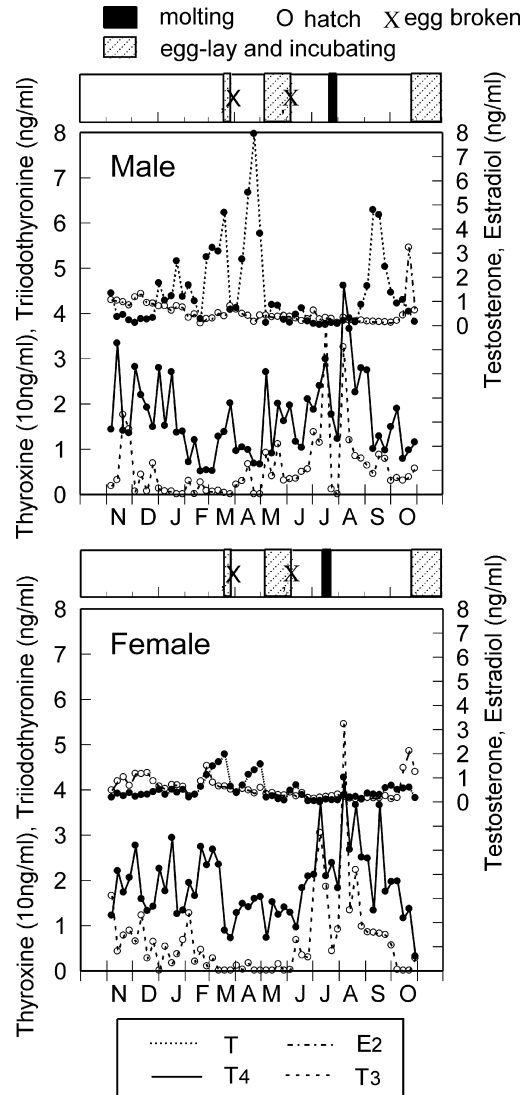 molting O hatch X egg broken
egg-lay and incubating
X X
Thyroxine (10ng/ml), Triiodothyronine (ng/ml)
8
7
6
5
4
3
2
1
0
Male
8
7
6
5
4
3
2
1
0
Testosterone, Estradiol (ng/ml)
N D J F M A M J J A S O
X X
Thyroxine (10ng/ml), Triiodothyronine (ng/ml)
8
7
6
5
4
3
2
1
0
Female
8
7
6
5
4
3
2
1
0
Testosterone, Estradiol (ng/ml)
N D J F M A M J J A S O
T E2
T4 T3